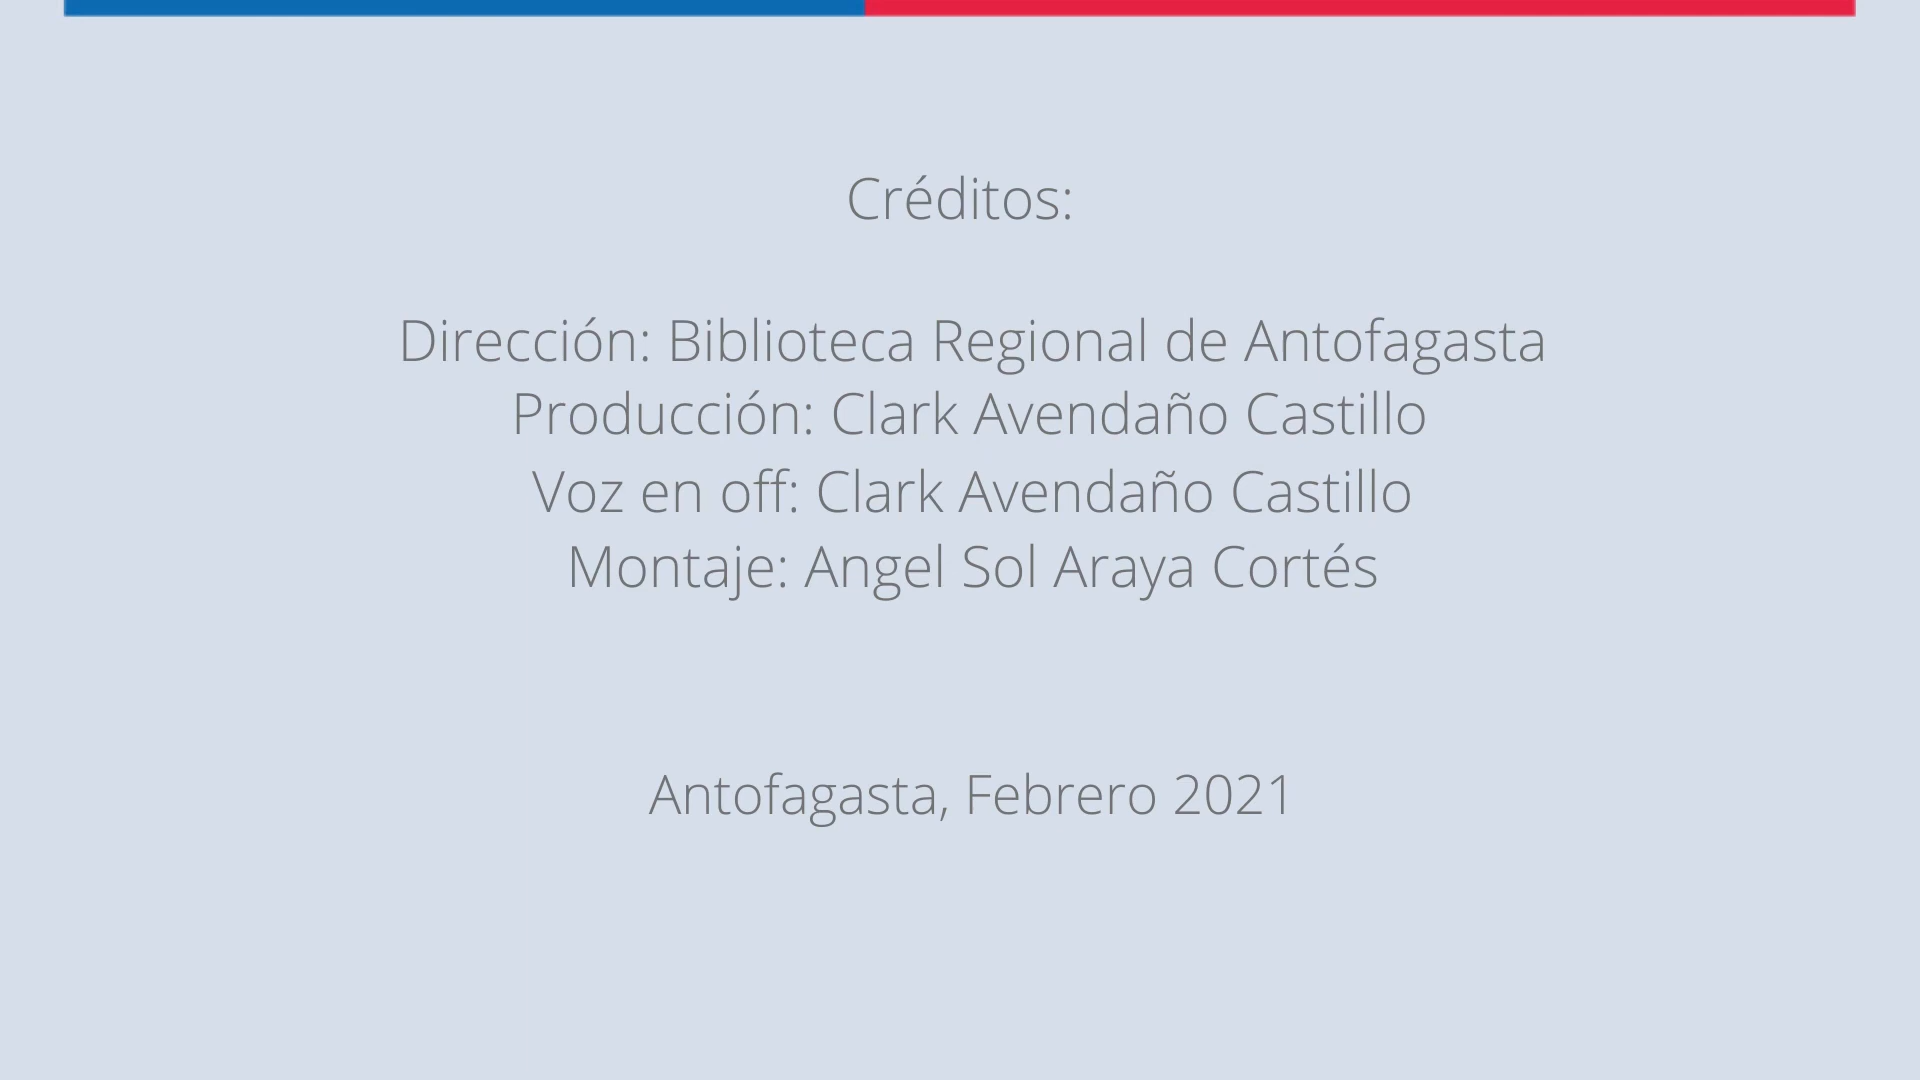 Créditos:
Dirección: Biblioteca Regional de Antofagasta
Producción: Clark Avendaño Castillo
Voz en off: Clark Avendaño Castillo
Montaje: Angel Sol Araya Cortés
Antofagasta, Febrero 2021